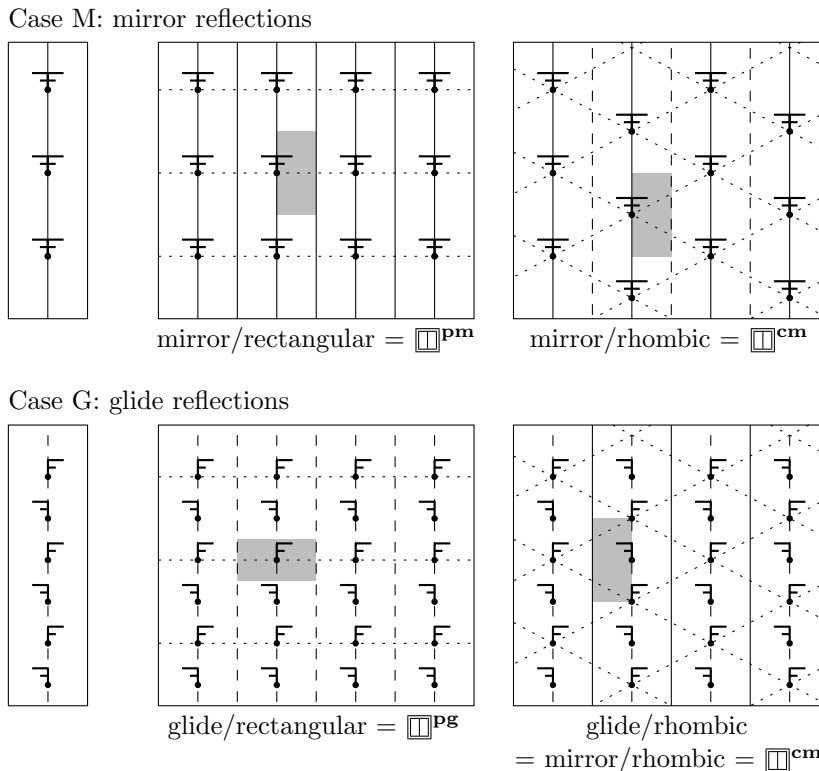 Case M: mirror reflections
mirror/rectangular = ◫pm
mirror/rhombic = ◫cm
Case G: glide reflections
glide/rectangular = ◫pg
glide/rhombic
= mirror/rhombic = ◫cm